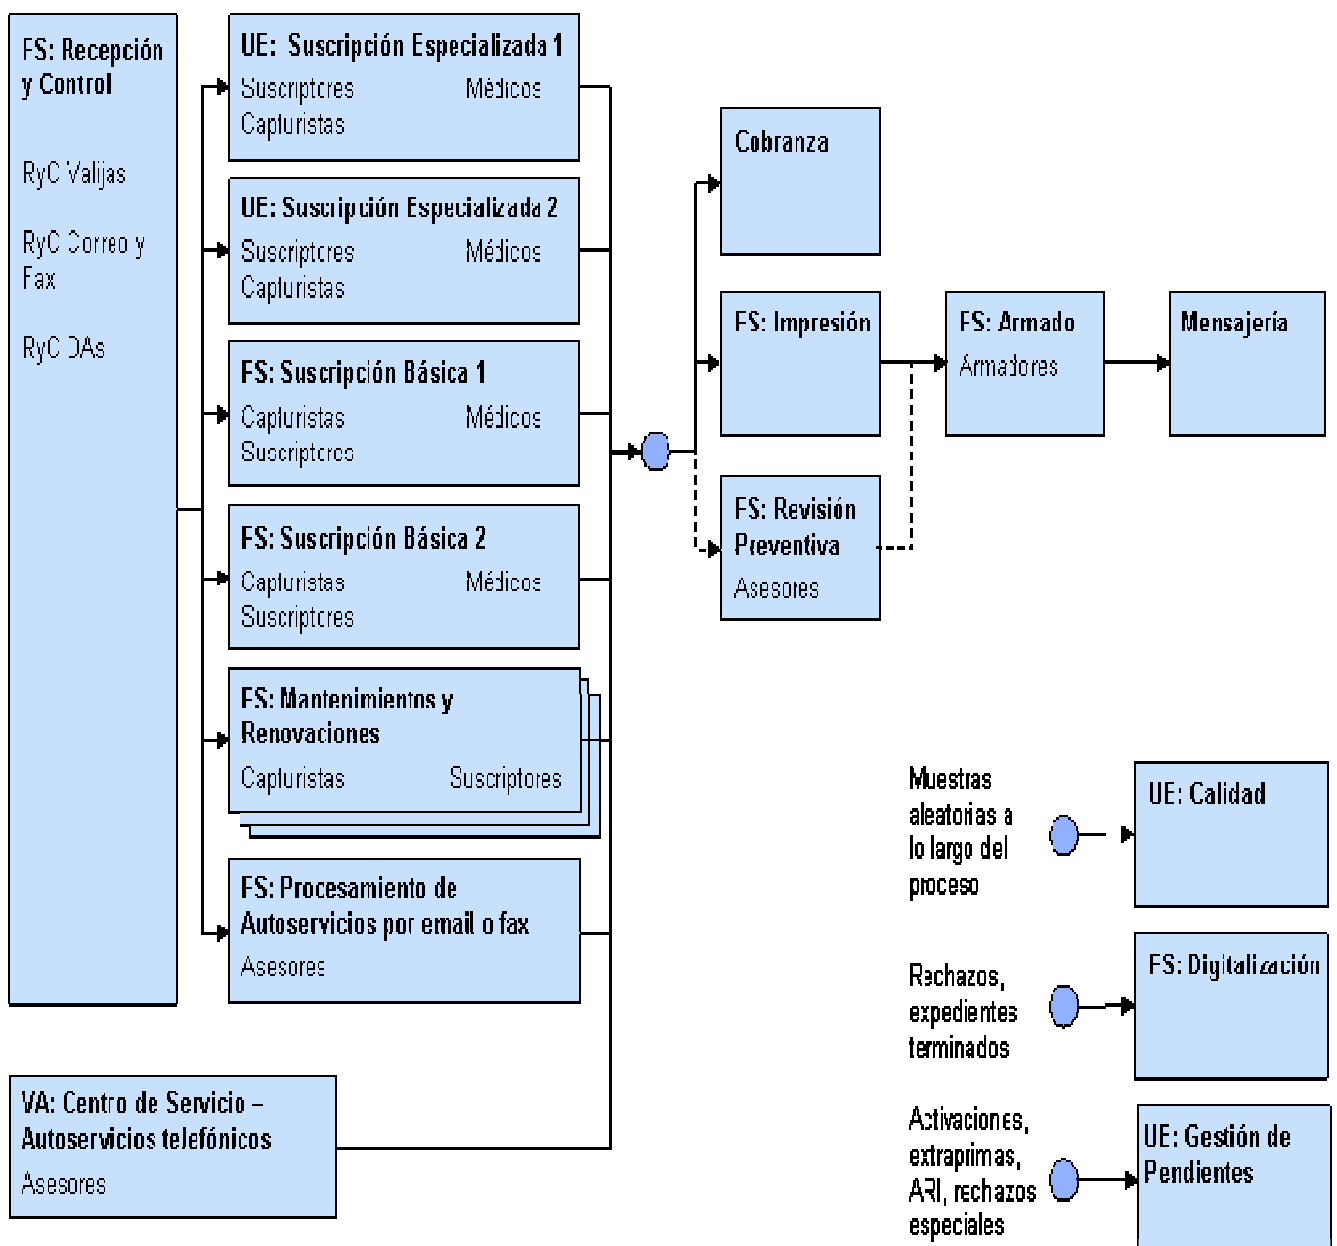 FS: Recepción
y Control
RyC Valijas
RyC Correo y
Fax
RyC DAs
UE: Suscripción Especializada 1
Suscriptores Médicos
Capturistas
UE: Suscripción Especializada 2
Suscriptores Médicos
Capturistas
FS: Suscripción Básica 1
Capturistas Médicos
Suscriptores
FS: Suscripción Básica 2
Capturistas Médicos
Suscriptores
FS: Mantenimientos y
Renovaciones
Capturistas Suscriptores
FS: Procesamiento de
Autoservicios por email o fax
Asesores
VA: Centro de Servicio –
Autoservicios telefónicos
Asesores
Cobranza
FS: Impresión
FS: Revisión
Preventiva
Asesores
FS: Armado
Armadores
Mensajería
Muestras
aleatorias a
lo largo del
proceso
UE: Calidad
Rechazos,
expedientes
terminados
FS: Digitalización
Activaciones,
extraprimas,
ARI, rechazos
especiales
UE: Gestión de
Pendientes